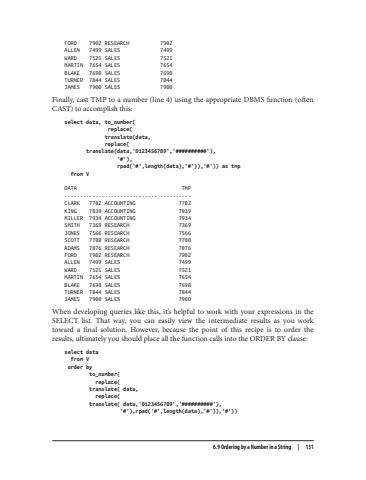 FORD 7902 RESEARCH 7902
ALLEN 7499 SALES 7499
WARD 7521 SALES 7521
MARTIN 7654 SALES 7654
BLAKE 7698 SALES 7698
TURNER 7844 SALES 7844
JAMES 7900 SALES 7900
Finally, cast TMP to a number (line 4) using the appropriate DBMS function (often
CAST) to accomplish this:
select data, to_number(
replace(
translate(data,
replace(
translate(data,'0123456789','##########'),
'#'),
rpad('#',length(data),'#')),'#')) as tmp
from V
DATA TMP
------------------------------ ----------
CLARK 7782 ACCOUNTING 7782
KING 7839 ACCOUNTING 7839
MILLER 7934 ACCOUNTING 7934
SMITH 7369 RESEARCH 7369
JONES 7566 RESEARCH 7566
SCOTT 7788 RESEARCH 7788
ADAMS 7876 RESEARCH 7876
FORD 7902 RESEARCH 7902
ALLEN 7499 SALES 7499
WARD 7521 SALES 7521
MARTIN 7654 SALES 7654
BLAKE 7698 SALES 7698
TURNER 7844 SALES 7844
JAMES 7900 SALES 7900
When developing queries like this, it's helpful to work with your expressions in the
SELECT list. That way, you can easily view the intermediate results as you work
toward a final solution. However, because the point of this recipe is to order the
results, ultimately you should place all the function calls into the ORDER BY clause:
select data
from V
order by
to_number(
replace(
translate( data,
replace(
translate( data,'0123456789','##########'),
'#'),rpad('#',length(data),'#')),'#'))
6.9 Ordering by a Number in a String | 131